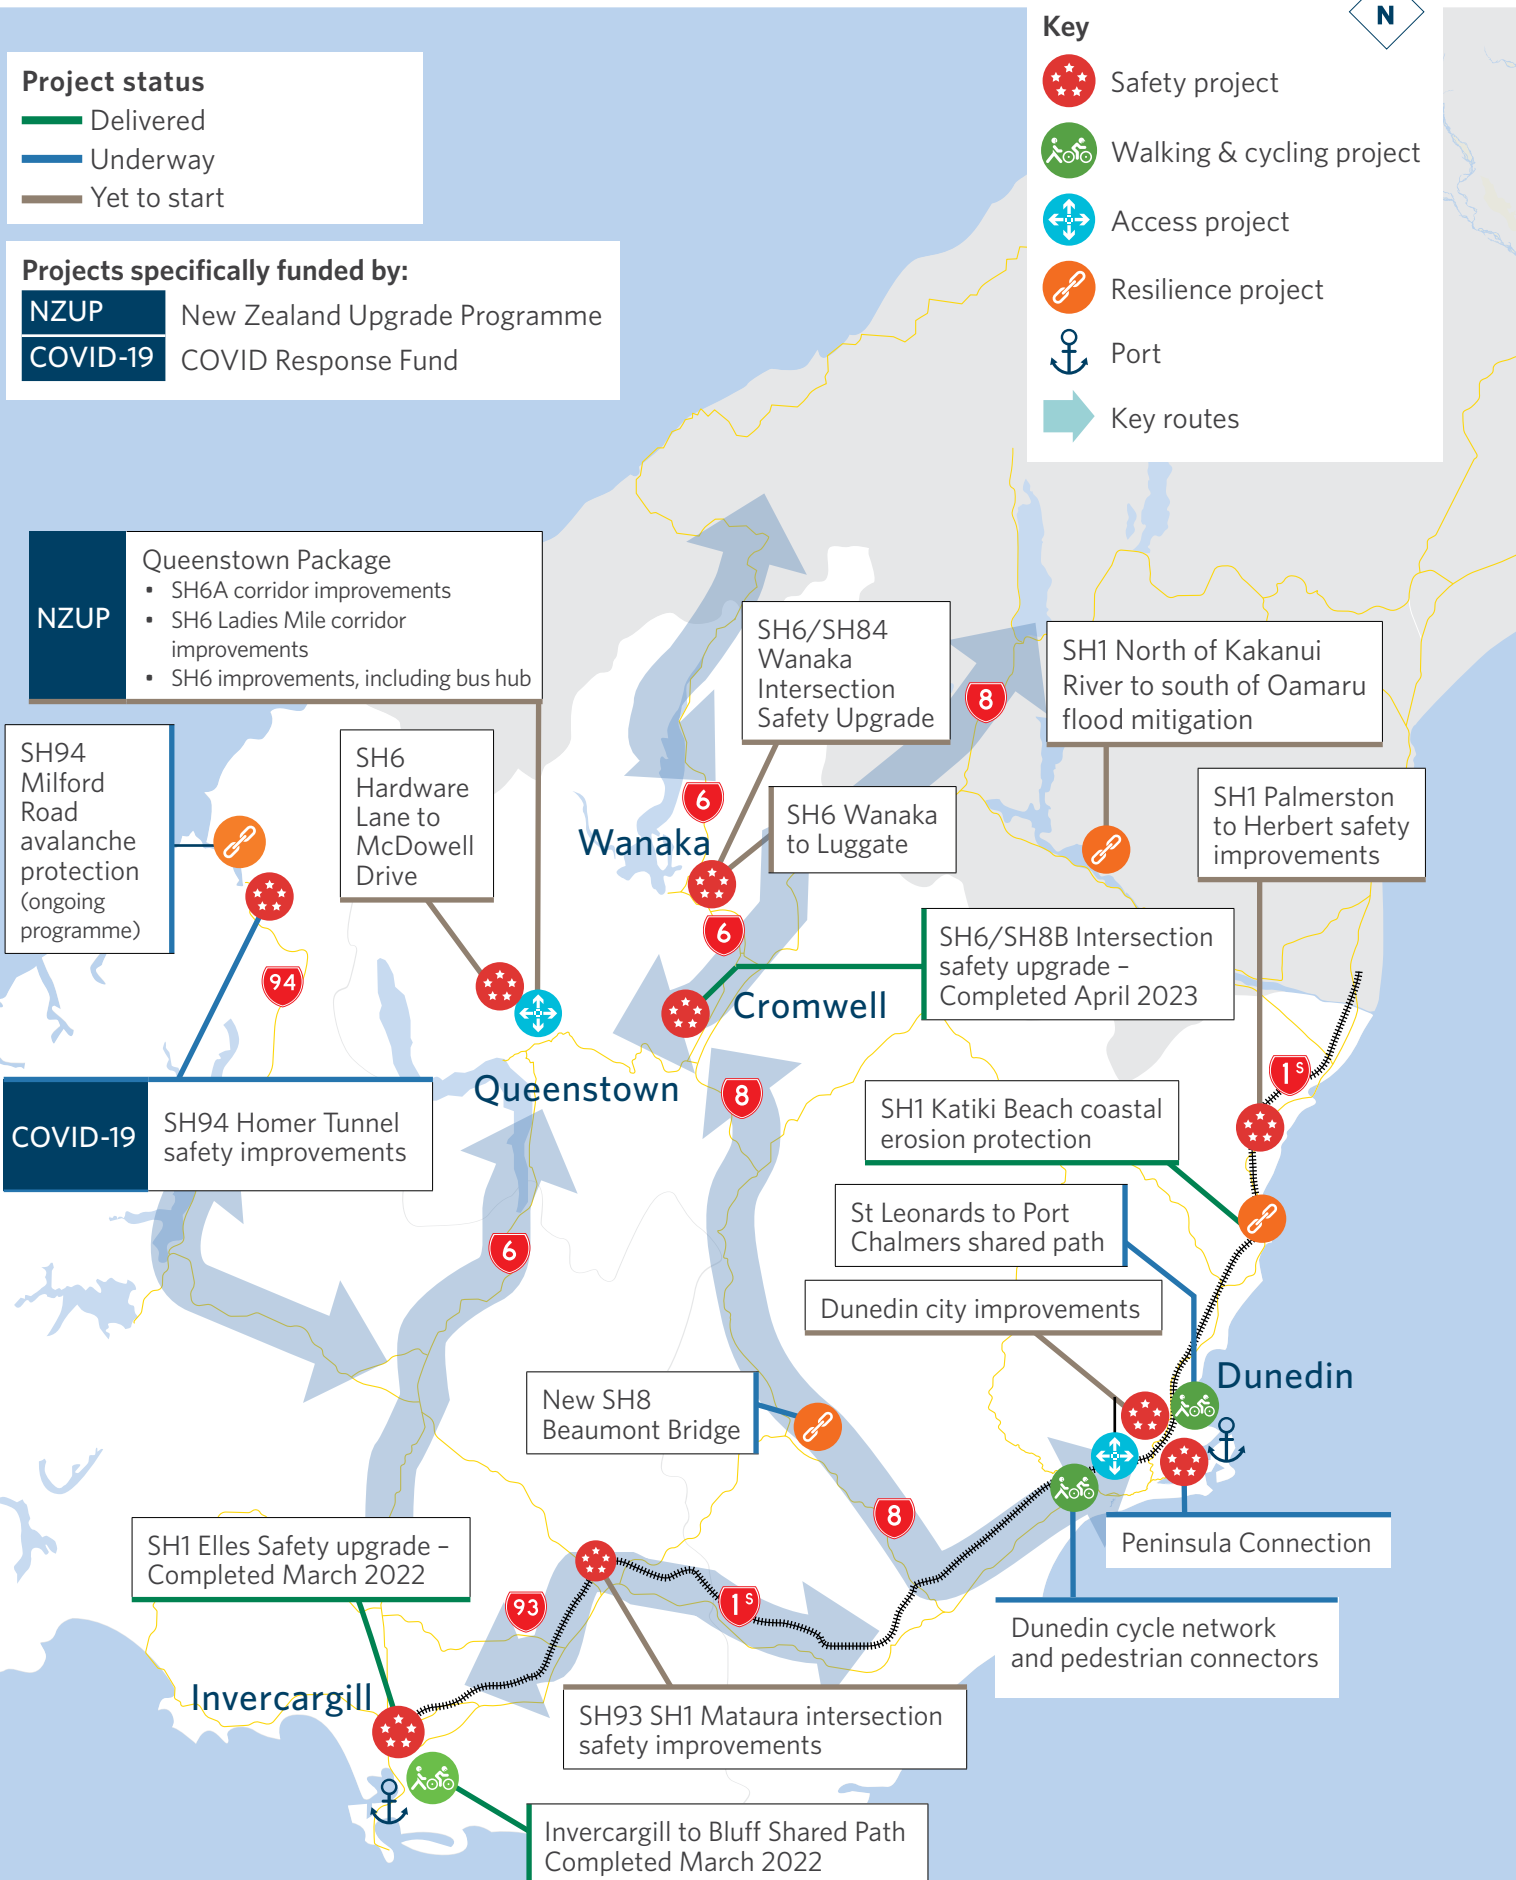 Project status
Delivered
Underway
Yet to start
Projects specifically funded by:
NZUP
New Zealand Upgrade Programme
COVID-19
COVID Response Fund
N
Key
Safety project
Walking & cycling project
Access project
Resilience project
Port
Key routes
NZUP
Queenstown Package
• SH6A corridor improvements
• SH6 Ladies Mile corridor
improvements
• SH6 improvements, including bus hub
SH6/SH84
Wanaka
Intersection
Safety Upgrade
8
SH1 North of Kakanui
River to south of Oamaru
flood mitigation
SH94
Milford
Road
avalanche
protection
(ongoing
programme)
SH6
Hardware
Lane to
McDowell
Drive
6
Wanaka
SH6 Wanaka
to Luggate
SH1 Palmerston
to Herbert safety
improvements
6
94
SH6/SH8B Intersection
safety upgrade –
Completed April 2023
Cromwell
Queenstown
8
1S
COVID-19
SH94 Homer Tunnel
safety improvements
SH1 Katiki Beach coastal
erosion protection
St Leonards to Port
Chalmers shared path
6
Dunedin city improvements
Dunedin
New SH8
Beaumont Bridge
8
Peninsula Connection
SH1 Elles Safety upgrade –
Completed March 2022
93
1S
Dunedin cycle network
and pedestrian connectors
Invercargill
SH93 SH1 Mataura intersection
safety improvements
Invercargill to Bluff Shared Path
Completed March 2022